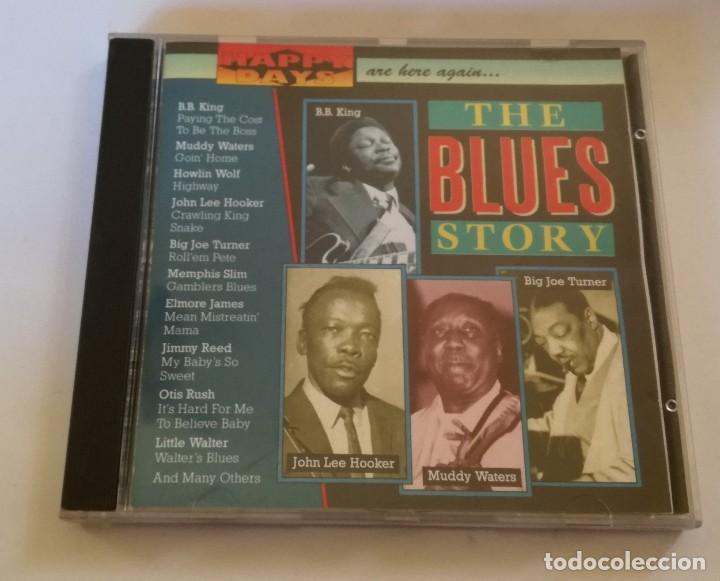 HAPPY
DAYS
are here again...
B.B. King
Paying The Cost
To Be The Boss
Muddy Waters
Goin' Home
Howlin Wolf
Highway
John Lee Hooker
Crawling King
Snake
Big Joe Turner
Roll'em Pete
Memphis Slim
Gamblers Blues
Elmore James
Mean Mistreatin'
Mama
Jimmy Reed
My Baby's So
Sweet
Otis Rush
It's Hard For Me
To Believe Baby
Little Walter
Walter's Blues
And Many Others
B.B. King
THE
BLUES
STORY
Big Joe Turner
John Lee Hooker
Muddy Waters
todocoleccion